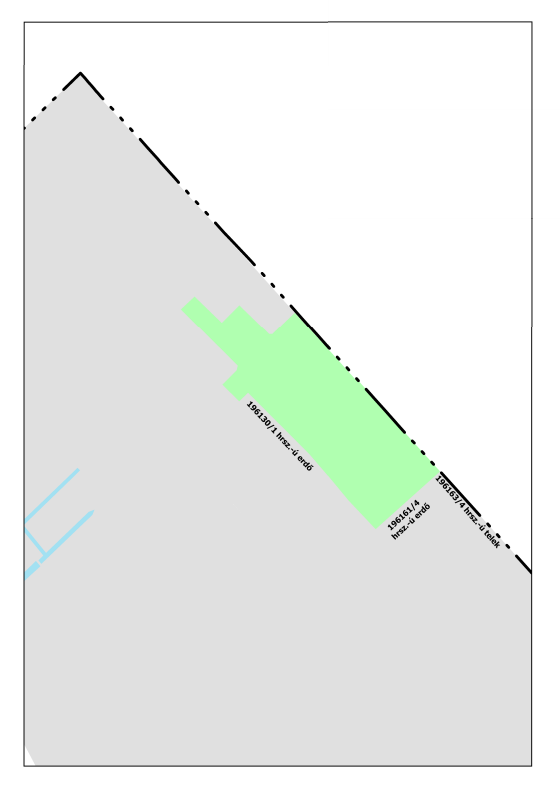 196130/1 hrsz.-ú erdő
196161/4
hrsz.-ú erdő
196163/4 hrsz.-ú telek